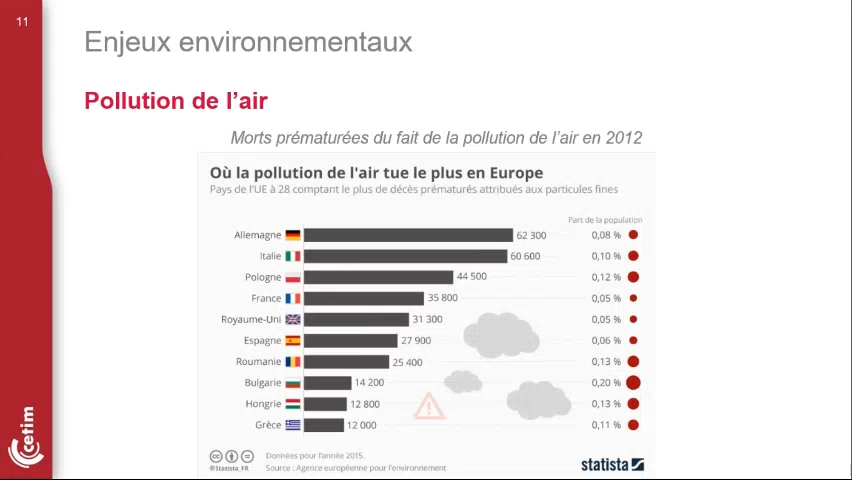 11
Enjeux environnementaux
Pollution de l'air
Morts prématurées du fait de la pollution de l'air en 2012
Où la pollution de l'air tue le plus en Europe
Pays de l'UE à 28 comptant le plus de décès prématurés attribués aux particules fines
Part de la population
Allemagne 62 300 0,08 %
Italie 60 600 0,10 %
Pologne 44 500 0,12 %
France 35 800 0,05 %
Royaume-Uni 31 300 0,05 %
Espagne 27 900 0,06 %
Roumanie 25 400 0,13 %
Bulgarie 14 200 0,20 %
Hongrie 12 800 0,13 %
Grèce 12 000 0,11 %
Données pour l'année 2015.
@Statista_FR Source : Agence européenne pour l'environnement
statista
cetim